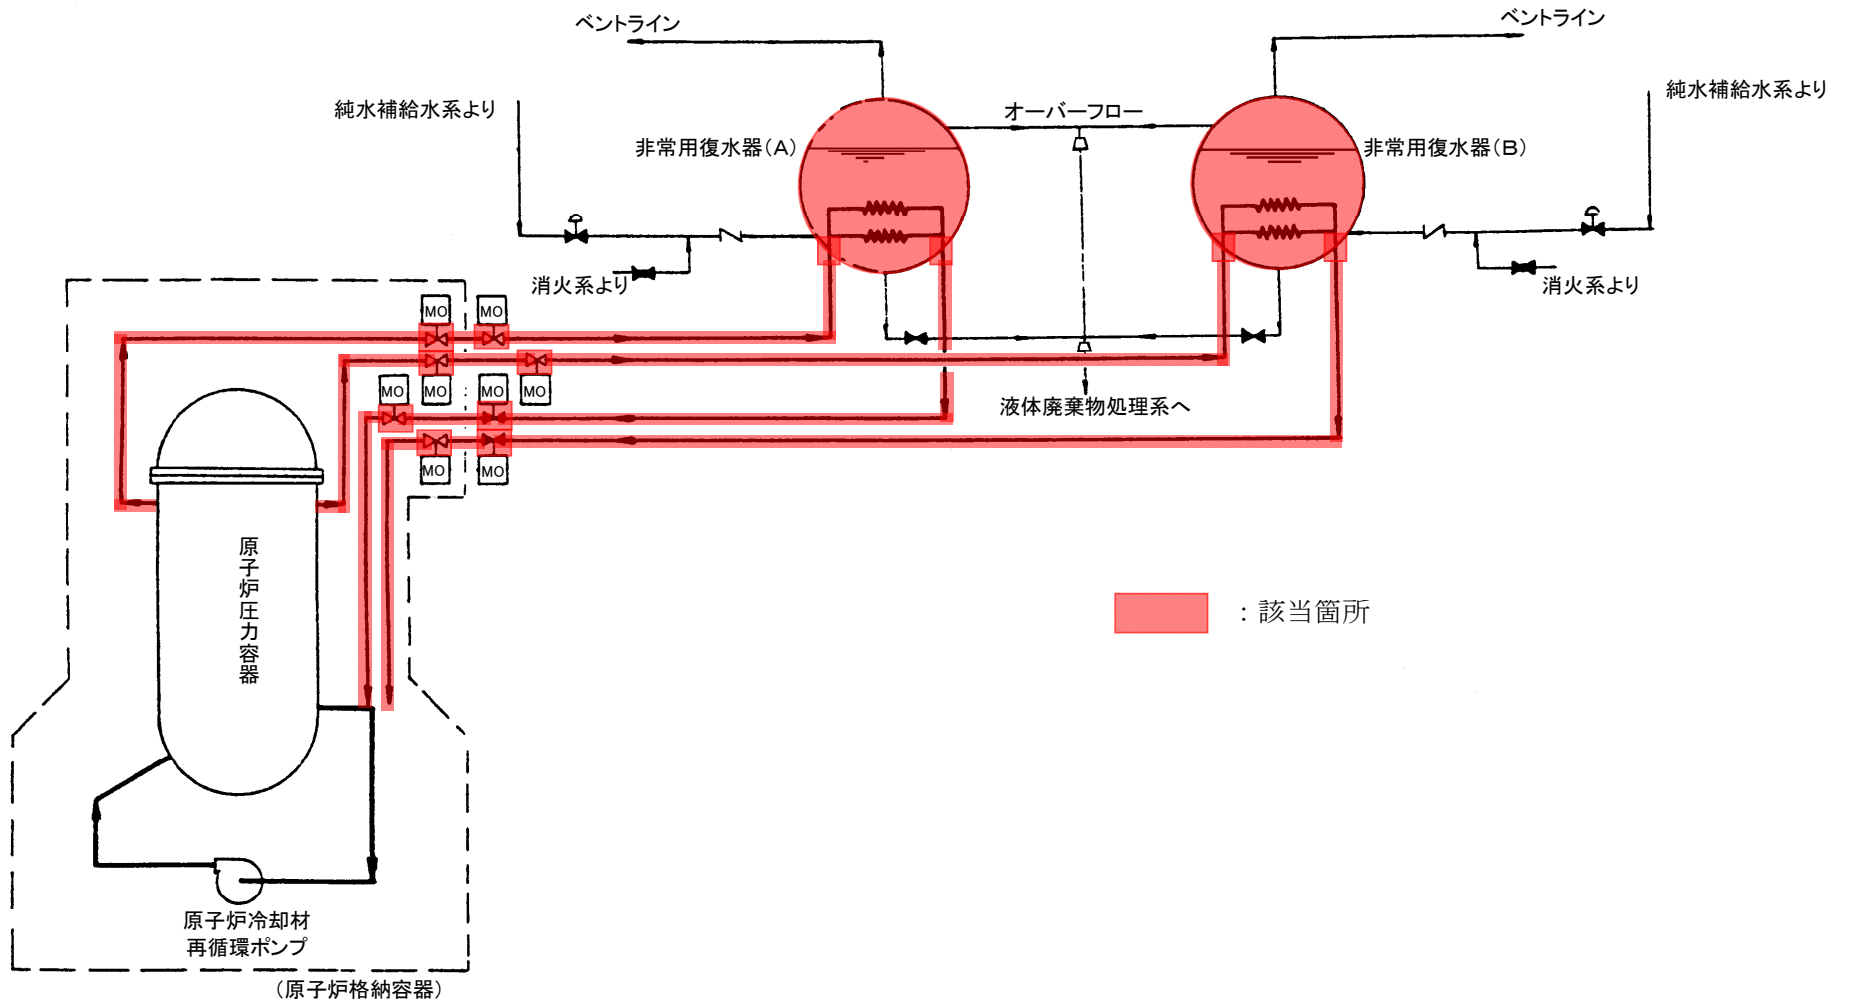 ベントライン
ベントライン
純水補給水系より
オーバーフロー
純水補給水系より
非常用復水器(A)
非常用復水器(B)
消火系より
消火系より
MO
MO
MO
MO
MO
MO
液体廃棄物処理系へ
MO
MO
原子炉圧力容器
：該当箇所
原子炉冷却材
再循環ポンプ
(原子炉格納容器)